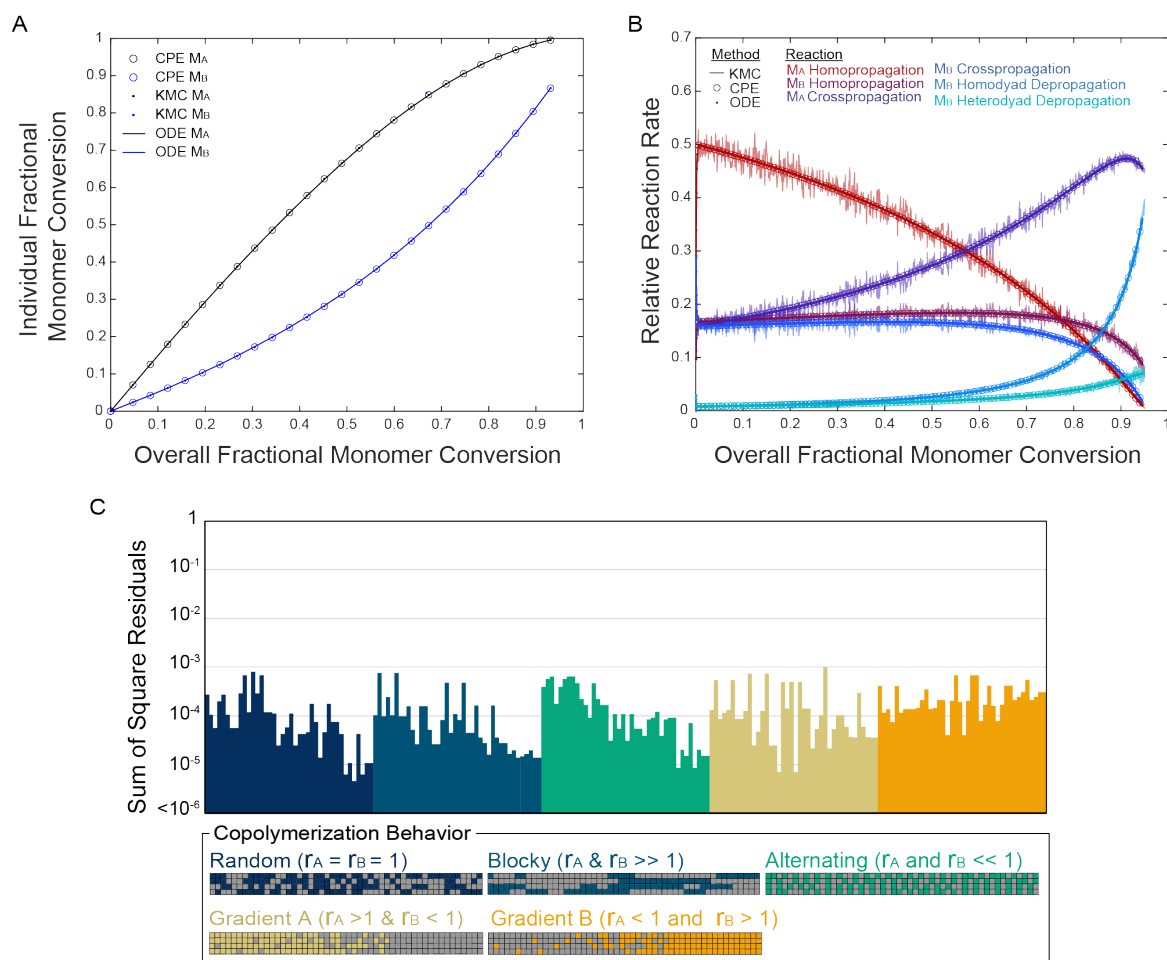 A
1
0.9
0.8
0.7
0.6
0.5
0.4
0.3
0.2
0.1
0
Individual Fractional
Monomer Conversion
CPE MA
CPE MB
KMC MA
KMC MB
ODE MA
ODE MB
0 0.1 0.2 0.3 0.4 0.5 0.6 0.7 0.8 0.9 1
Overall Fractional Monomer Conversion
B
0.7
0.6
0.5
0.4
0.3
0.2
0.1
0
Relative Reaction Rate
Method Reaction
KMC MA Homopropagation MB Crosspropagation
CPE MB Homopropagation MB Homodyad Depropagation
ODE MA Crosspropagation MB Heterodyad Depropagation
0 0.1 0.2 0.3 0.4 0.5 0.6 0.7 0.8 0.9 1
Overall Fractional Monomer Conversion
C
Sum of Square Residuals
1
10-1
10-2
10-3
10-4
10-5
<10-6
Copolymerization Behavior
Random (rA = rB = 1) Blocky (rA & rB >> 1) Alternating (rA and rB << 1)
Gradient A (rA >1 & rB < 1) Gradient B (rA < 1 and rB > 1)